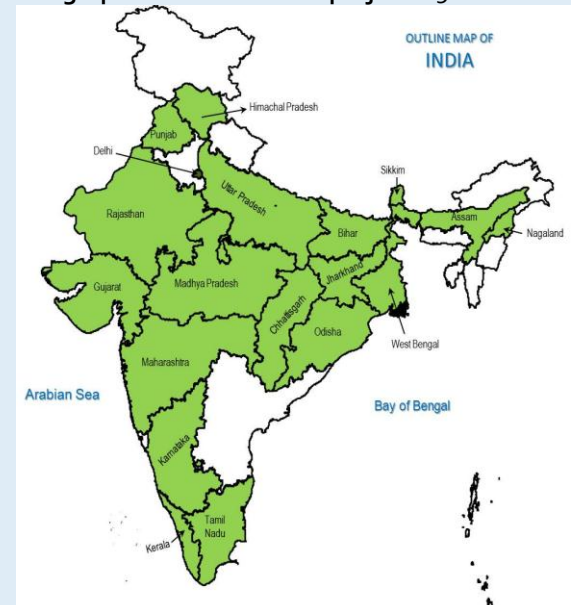 OUTLINE MAP OF
INDIA
Himachal Pradesh
Punjab
Delhi
Uttar Pradesh
Sikkim
Rajasthan
Bihar
Assam
Nagaland
Gujarat
Madhya Pradesh
Jharkhand
Chhattisgarh
Odisha
West Bengal
Maharashtra
Arabian Sea
Bay of Bengal
Karnataka
Tamil
Nadu
Kerala